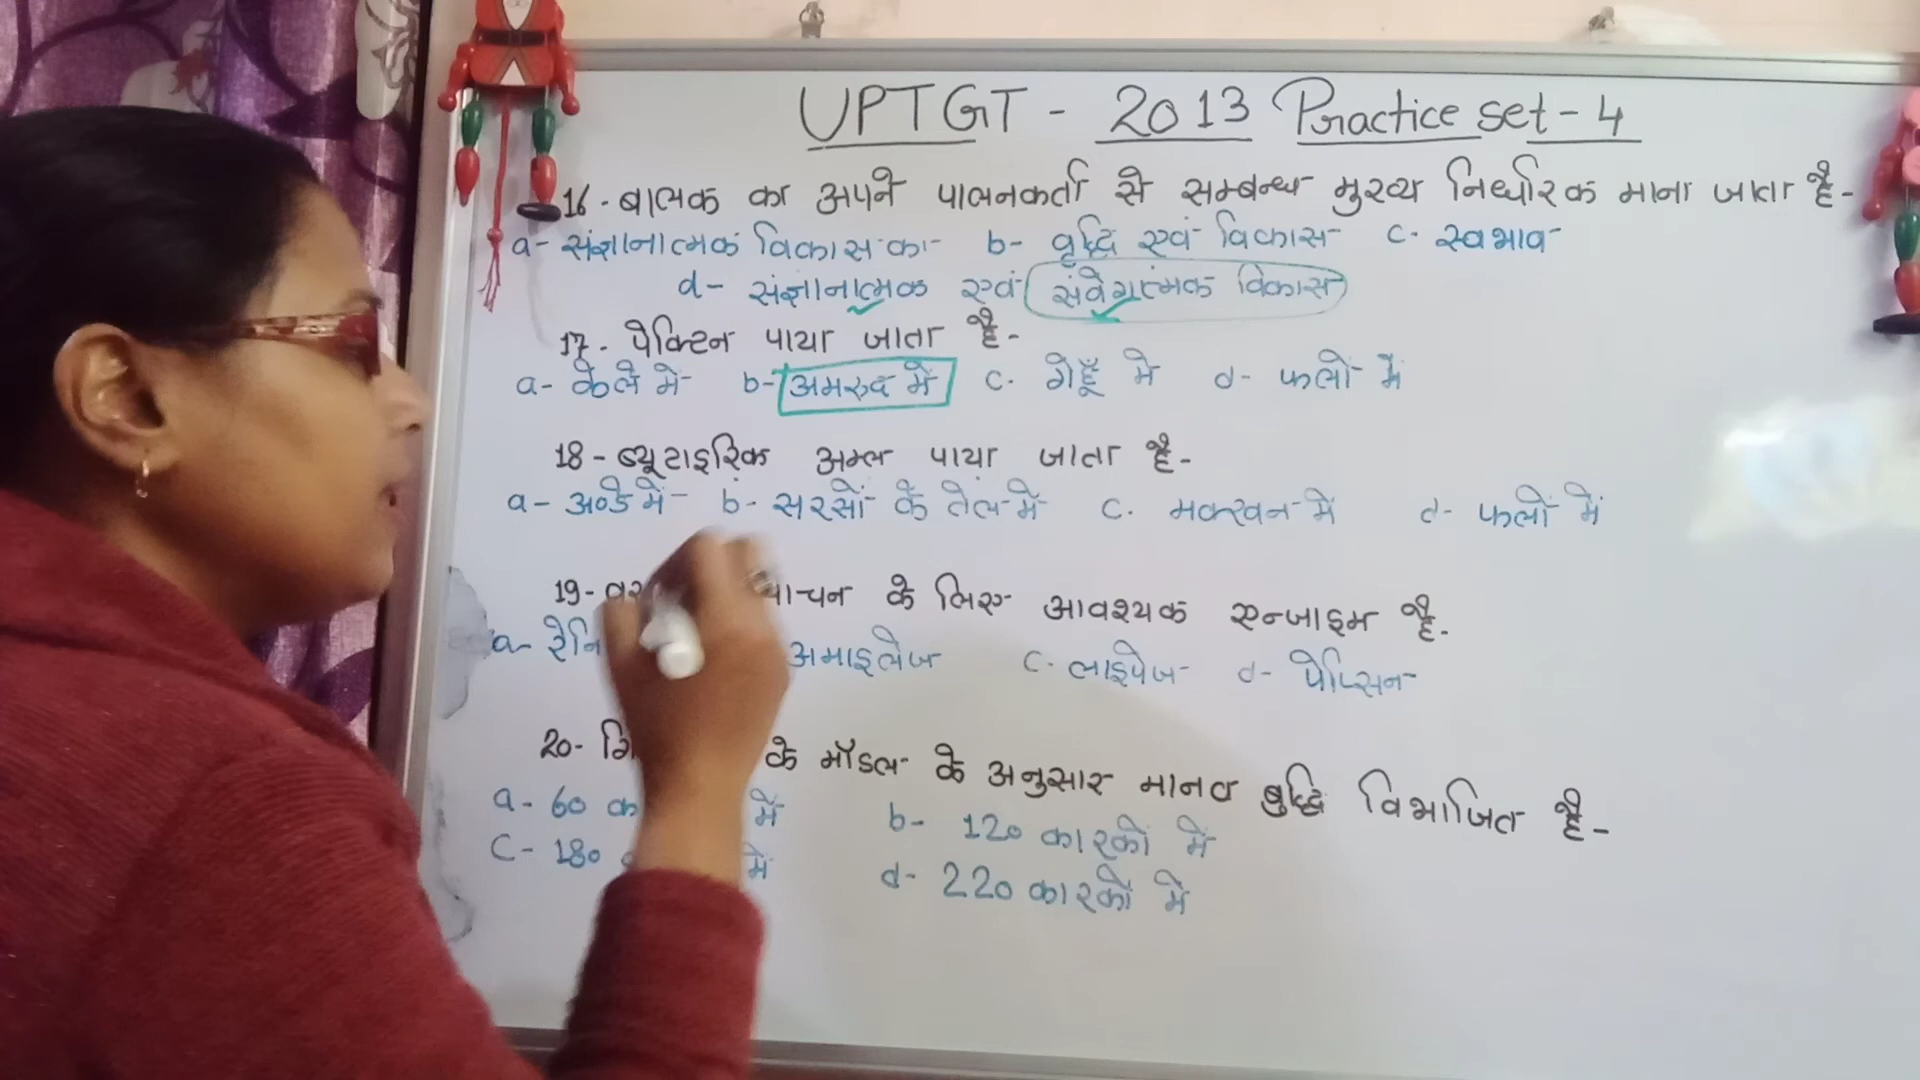 UPTGT - 2013 Practice set - 4
16 - बालक का अपने पालनकर्ता से सम्बन्ध मुख्य निर्धारक माना जाता है -
a- संज्ञानात्मक विकास का- b- वृद्धि एवं विकास- c- स्वभाव-
d- संज्ञानात्मक एवं संवेगात्मक विकास
17- पेक्टिन पाया जाता है -
a- केले में- b- अमरुद में c. गेहूँ में d- फलो में
18 - ब्यूटाइरिक अम्ल पाया जाता है -
a- अण्डे में- b- सरसों के तेल में c. मक्खन में d- फलों में
19- के लिए आवश्यक एन्जाइम है -
a- अमाइलेज c- लाइपेज- d- पेप्सिन-
20- के मॉडल के अनुसार मानव बुद्धि विभाजित है -
a- 60 में b- 120 कारकों में
C- 180 में d- 220 कारकों में